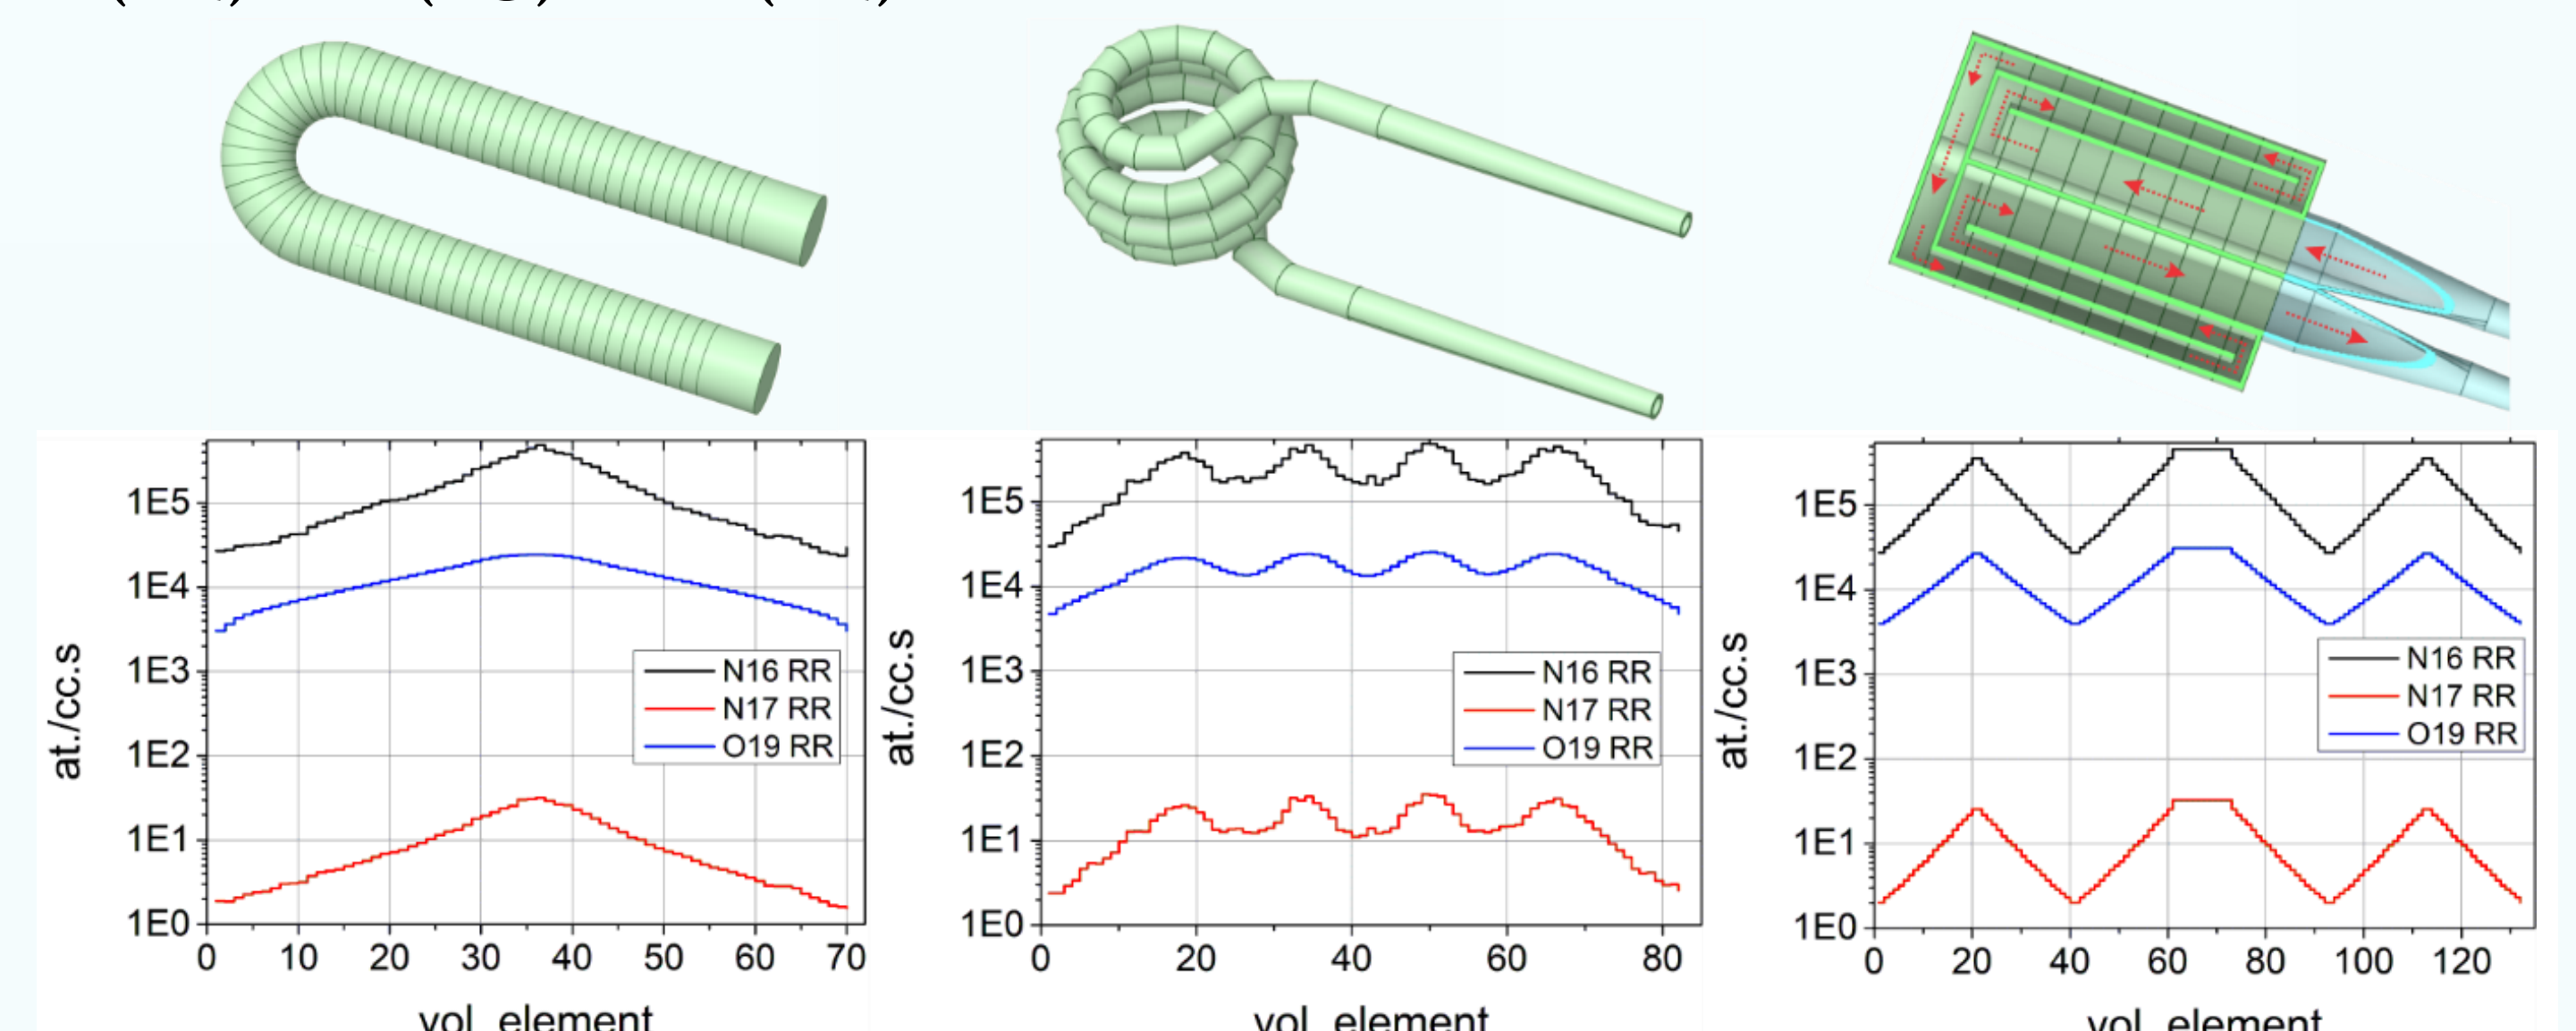 1E5
1E4
1E3
1E2
1E1
1E0
at./cc.s
N16 RR
N17 RR
O19 RR
0 10 20 30 40 50 60 70
vol. element
1E5
1E4
1E3
1E2
1E1
1E0
at./cc.s
N16 RR
N17 RR
O19 RR
0 20 40 60 80
vol. element
1E5
1E4
1E3
1E2
1E1
1E0
at./cc.s
N16 RR
N17 RR
O19 RR
0 20 40 60 80 100 120
vol. element